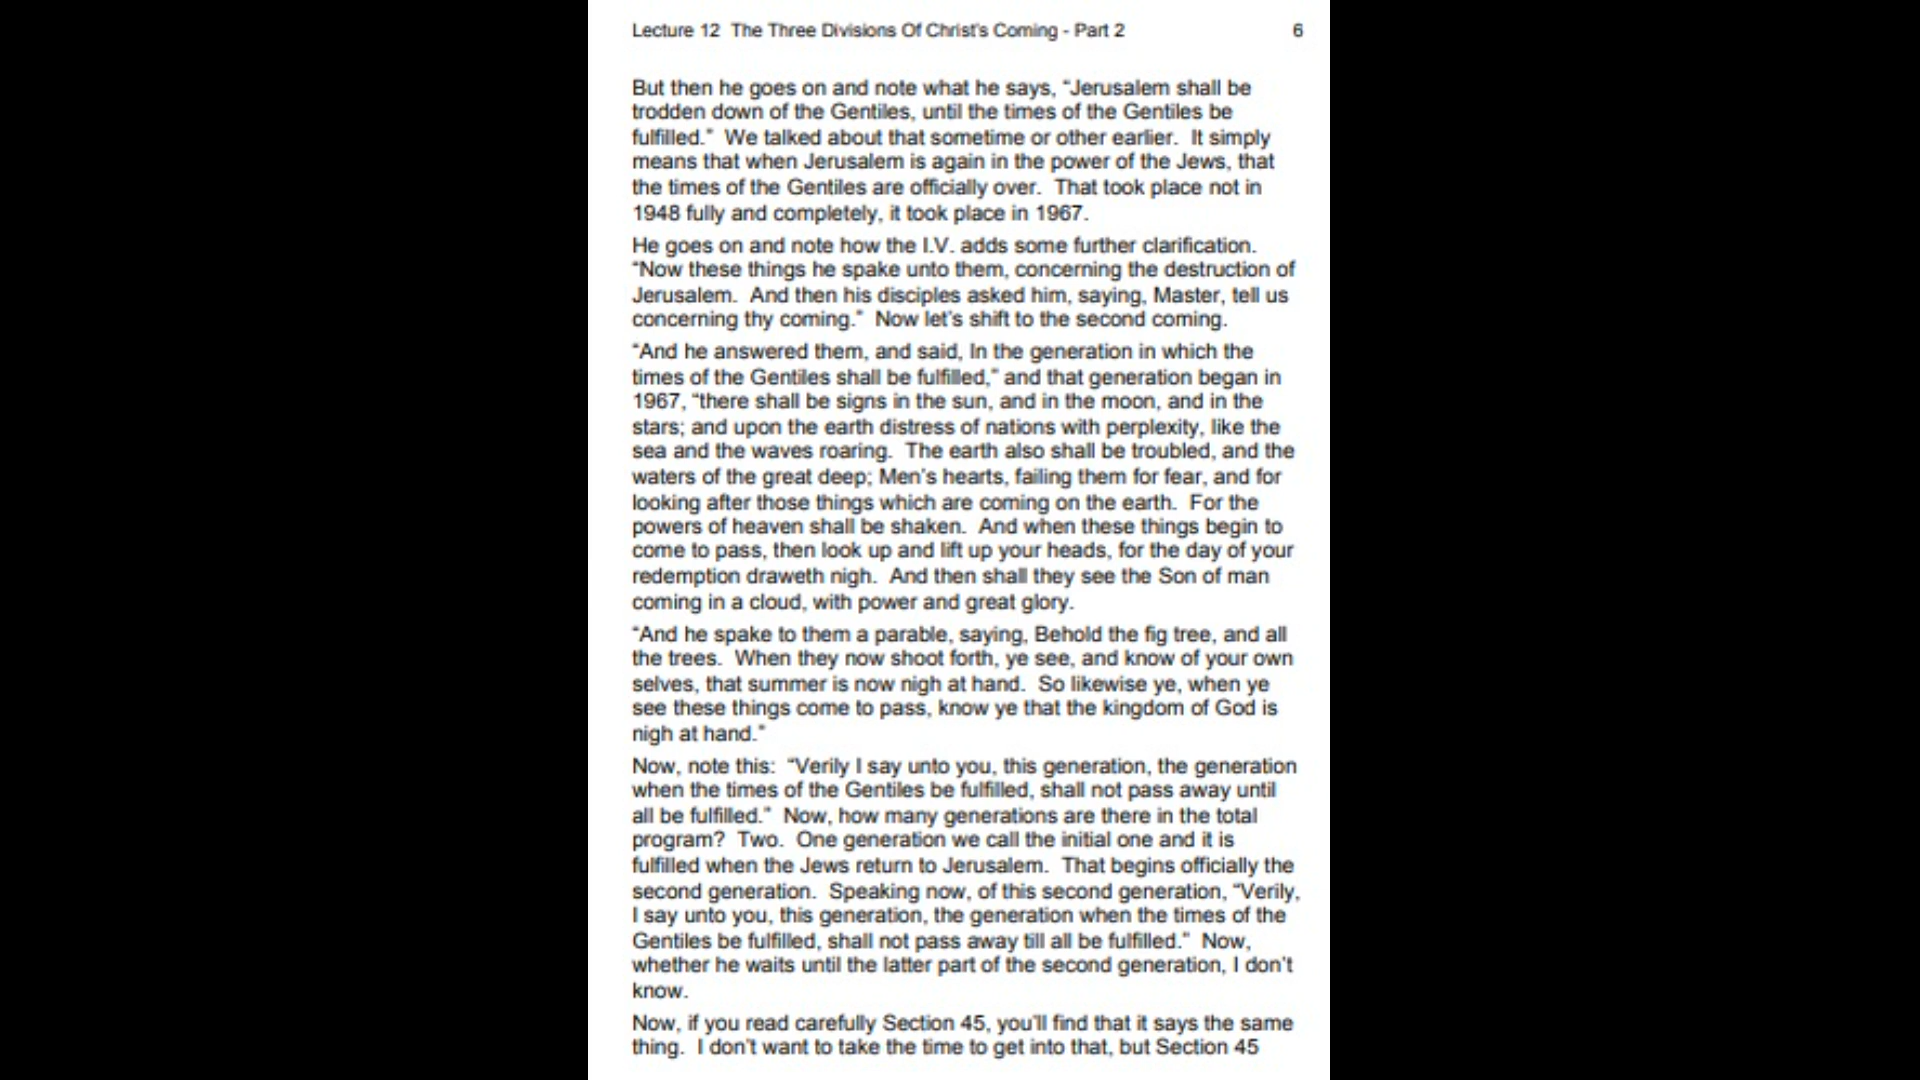 Lecture 12 The Three Divisions Of Christ's Coming - Part 2 6
But then he goes on and note what he says, "Jerusalem shall be
trodden down of the Gentiles, until the times of the Gentiles be
fulfilled." We talked about that sometime or other earlier. It simply
means that when Jerusalem is again in the power of the Jews, that
the times of the Gentiles are officially over. That took place not in
1948 fully and completely, it took place in 1967.
He goes on and note how the I.V. adds some further clarification.
"Now these things he spake unto them, concerning the destruction of
Jerusalem. And then his disciples asked him, saying, Master, tell us
concerning thy coming." Now let's shift to the second coming.
"And he answered them, and said, In the generation in which the
times of the Gentiles shall be fulfilled," and that generation began in
1967, "there shall be signs in the sun, and in the moon, and in the
stars; and upon the earth distress of nations with perplexity, like the
sea and the waves roaring. The earth also shall be troubled, and the
waters of the great deep; Men's hearts, failing them for fear, and for
looking after those things which are coming on the earth. For the
powers of heaven shall be shaken. And when these things begin to
come to pass, then look up and lift up your heads, for the day of your
redemption draweth nigh. And then shall they see the Son of man
coming in a cloud, with power and great glory.
"And he spake to them a parable, saying, Behold the fig tree, and all
the trees. When they now shoot forth, ye see, and know of your own
selves, that summer is now nigh at hand. So likewise ye, when ye
see these things come to pass, know ye that the kingdom of God is
nigh at hand."
Now, note this: "Verily I say unto you, this generation, the generation
when the times of the Gentiles be fulfilled, shall not pass away until
all be fulfilled." Now, how many generations are there in the total
program? Two. One generation we call the initial one and it is
fulfilled when the Jews return to Jerusalem. That begins officially the
second generation. Speaking now, of this second generation, "Verily,
I say unto you, this generation, the generation when the times of the
Gentiles be fulfilled, shall not pass away till all be fulfilled." Now,
whether he waits until the latter part of the second generation, I don't
know.
Now, if you read carefully Section 45, you'll find that it says the same
thing. I don't want to take the time to get into that, but Section 45